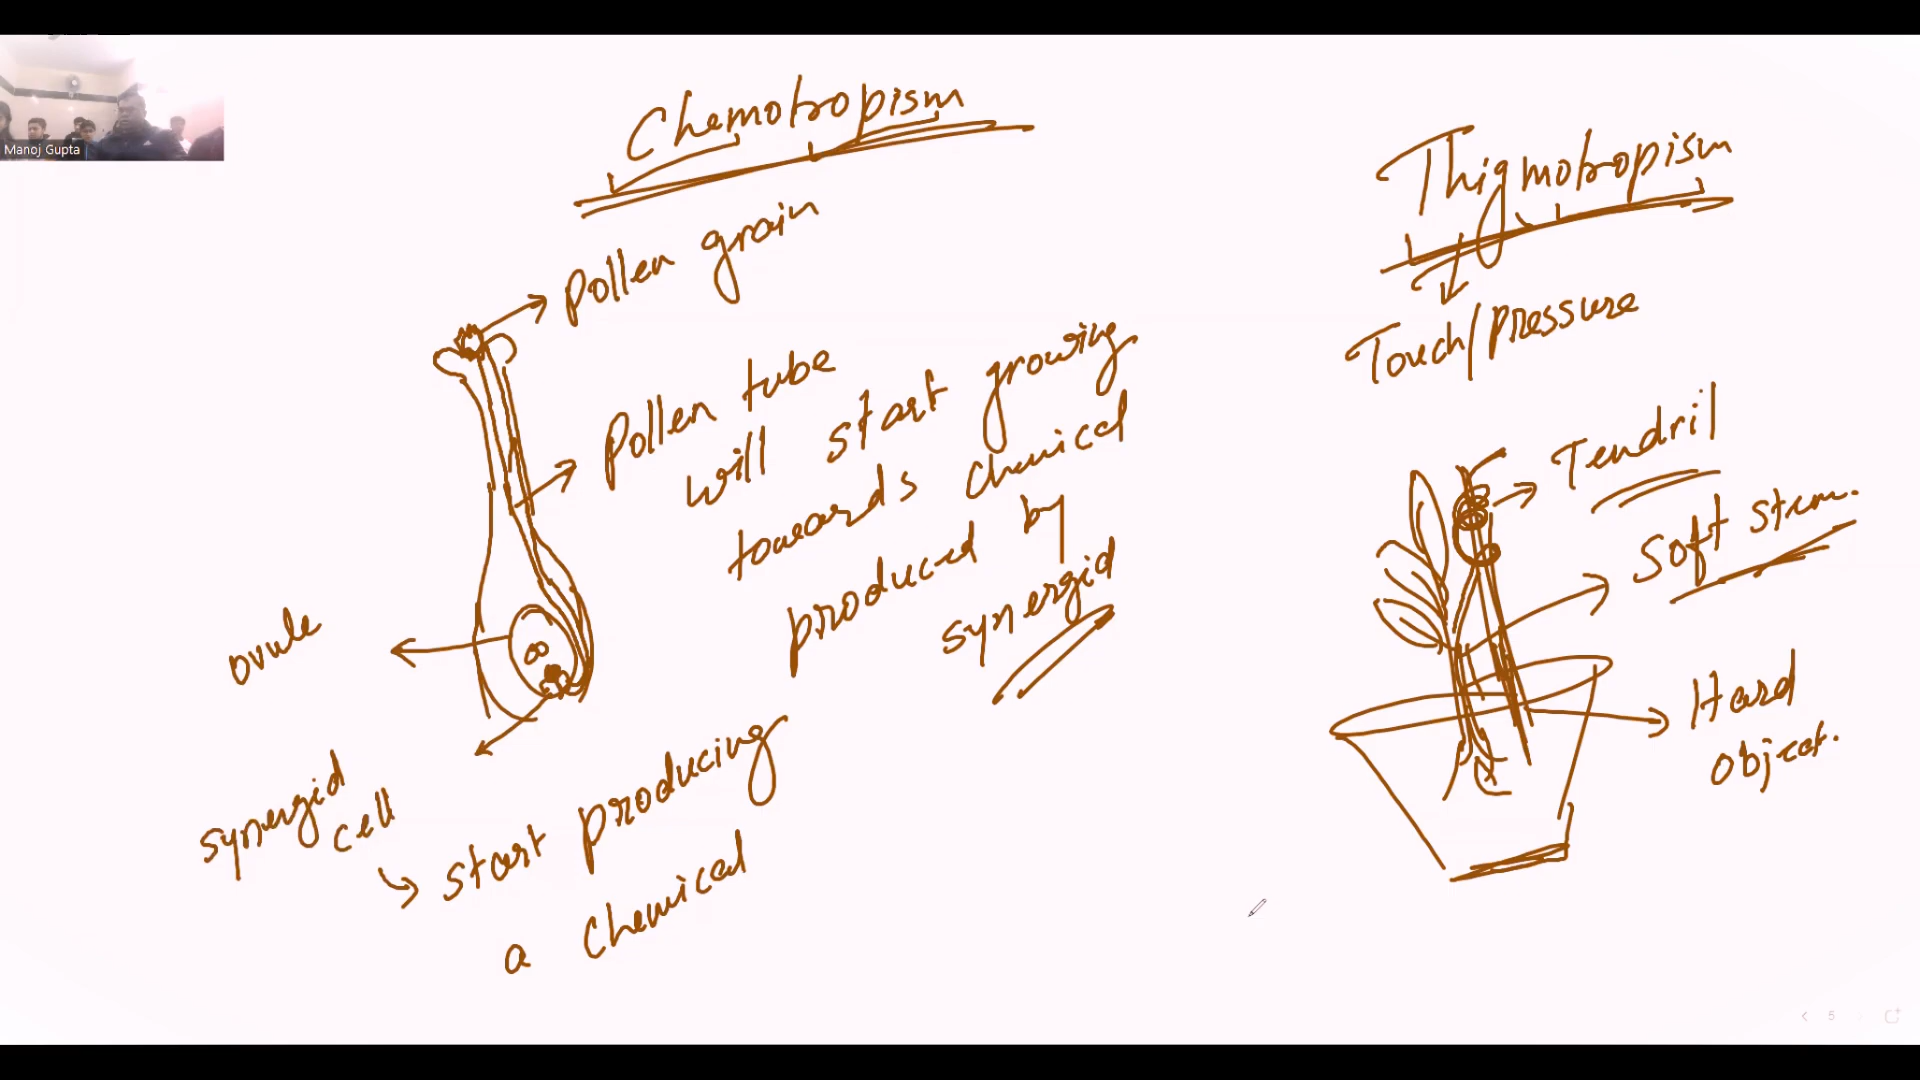 Manoj Gupta
Chemotropism
Pollen grain
Pollen tube
will start growing
towards chemical
produced by
synergid
ovule
synergid
cell
start producing
a chemical
Thigmotropism
Touch/pressure
Tendril
Soft stem.
Hard
object.
5